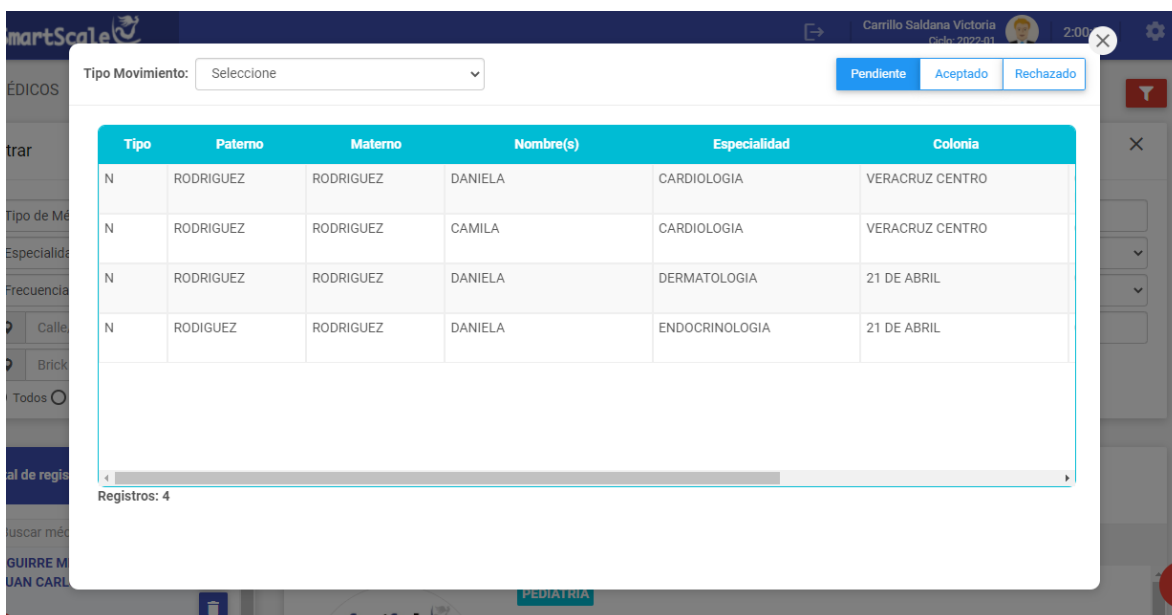 SmartScale
Carrillo Saldana Victoria
Ciclo: 2022-01
2:00
ÉDICOS
Tipo Movimiento: Seleccione
Pendiente Aceptado Rechazado
trar
Tipo Paterno Materno Nombre(s) Especialidad Colonia
N RODRIGUEZ RODRIGUEZ DANIELA CARDIOLOGIA VERACRUZ CENTRO
N RODRIGUEZ RODRIGUEZ CAMILA CARDIOLOGIA VERACRUZ CENTRO
N RODRIGUEZ RODRIGUEZ DANIELA DERMATOLOGIA 21 DE ABRIL
N RODIGUEZ RODRIGUEZ DANIELA ENDOCRINOLOGIA 21 DE ABRIL
Tipo de Mé
Especialida
Frecuencia
Calle,
Brick
Todos
tal de regis
Registros: 4
Buscar méd
GUIRRE M
UAN CARL
PEDIATRIA